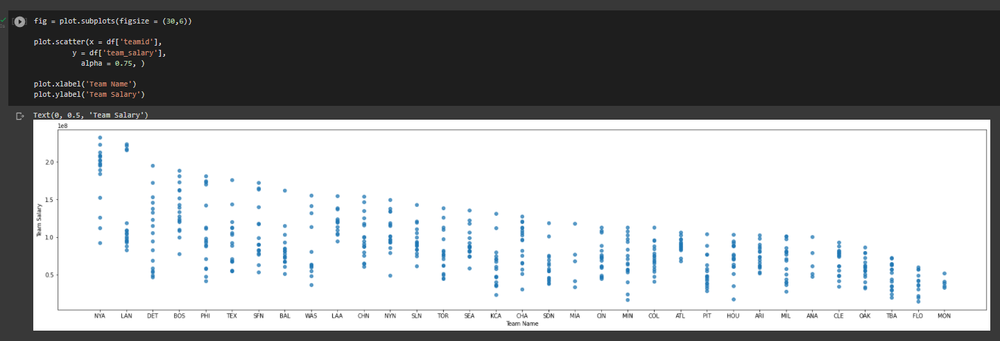 fig = plot.subplots(figsize = (30,6))
plot.scatter(x = df['teamid'],
y = df['team_salary'],
alpha = 0.75, )
plot.xlabel('Team Name')
plot.ylabel('Team Salary')
Text(0, 0.5, 'Team Salary')
1e8
2.0
1.5
1.0
0.5
Team Salary
NYA LAN DET BOS PHI TEX SFN BAL WAS LAA CHN NYN SLN TOR SEA KCA CHA SDN MIA CIN MIN COL ATL PIT HOU ARI MIL ANA CLE OAK TBA FLO MON
Team Name